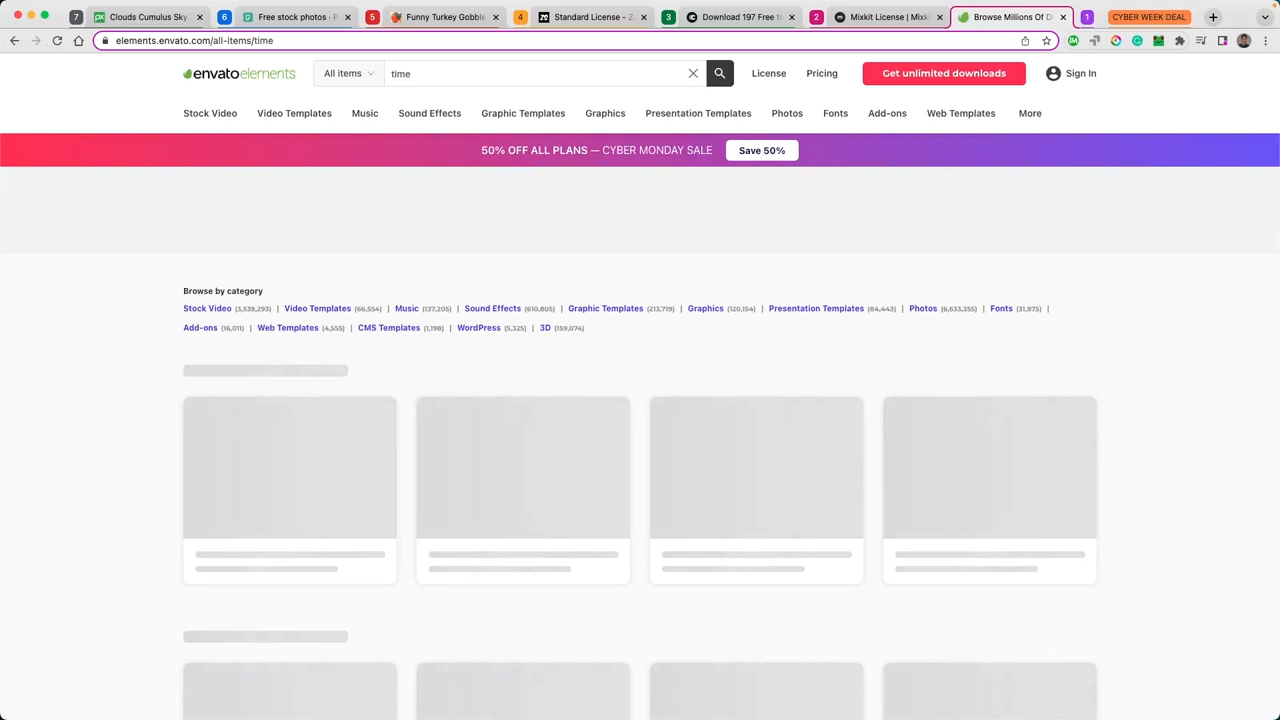 7 Clouds Cumulus Sky 6 Free stock photos - P 5 Funny Turkey Gobble 4 Standard License - Z 3 Download 197 Free t 2 Mixkit License | Mixk Browse Millions Of D 1 CYBER WEEK DEAL
elements.envato.com/all-items/time
envatoelements All items time License Pricing Get unlimited downloads Sign In
Stock Video Video Templates Music Sound Effects Graphic Templates Graphics Presentation Templates Photos Fonts Add-ons Web Templates More
50% OFF ALL PLANS — CYBER MONDAY SALE Save 50%
Browse by category
Stock Video (3,539,293) | Video Templates (66,554) | Music (137,205) | Sound Effects (610,805) | Graphic Templates (213,719) | Graphics (120,154) | Presentation Templates (84,443) | Photos (6,633,355) | Fonts (31,875) |
Add-ons (16,011) | Web Templates (4,555) | CMS Templates (1,198) | WordPress (5,325) | 3D (159,074)